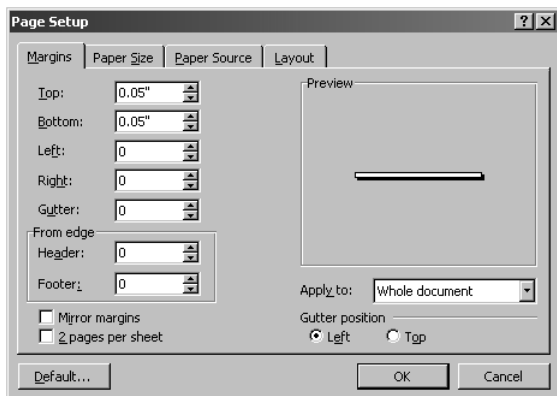 Page Setup
Margins Paper Size Paper Source Layout
Top: 0.05"
Bottom: 0.05"
Left: 0
Right: 0
Gutter: 0
From edge
Header: 0
Footer: 0
Mirror margins
2 pages per sheet
Preview
Apply to: Whole document
Gutter position
Left Top
Default... OK Cancel